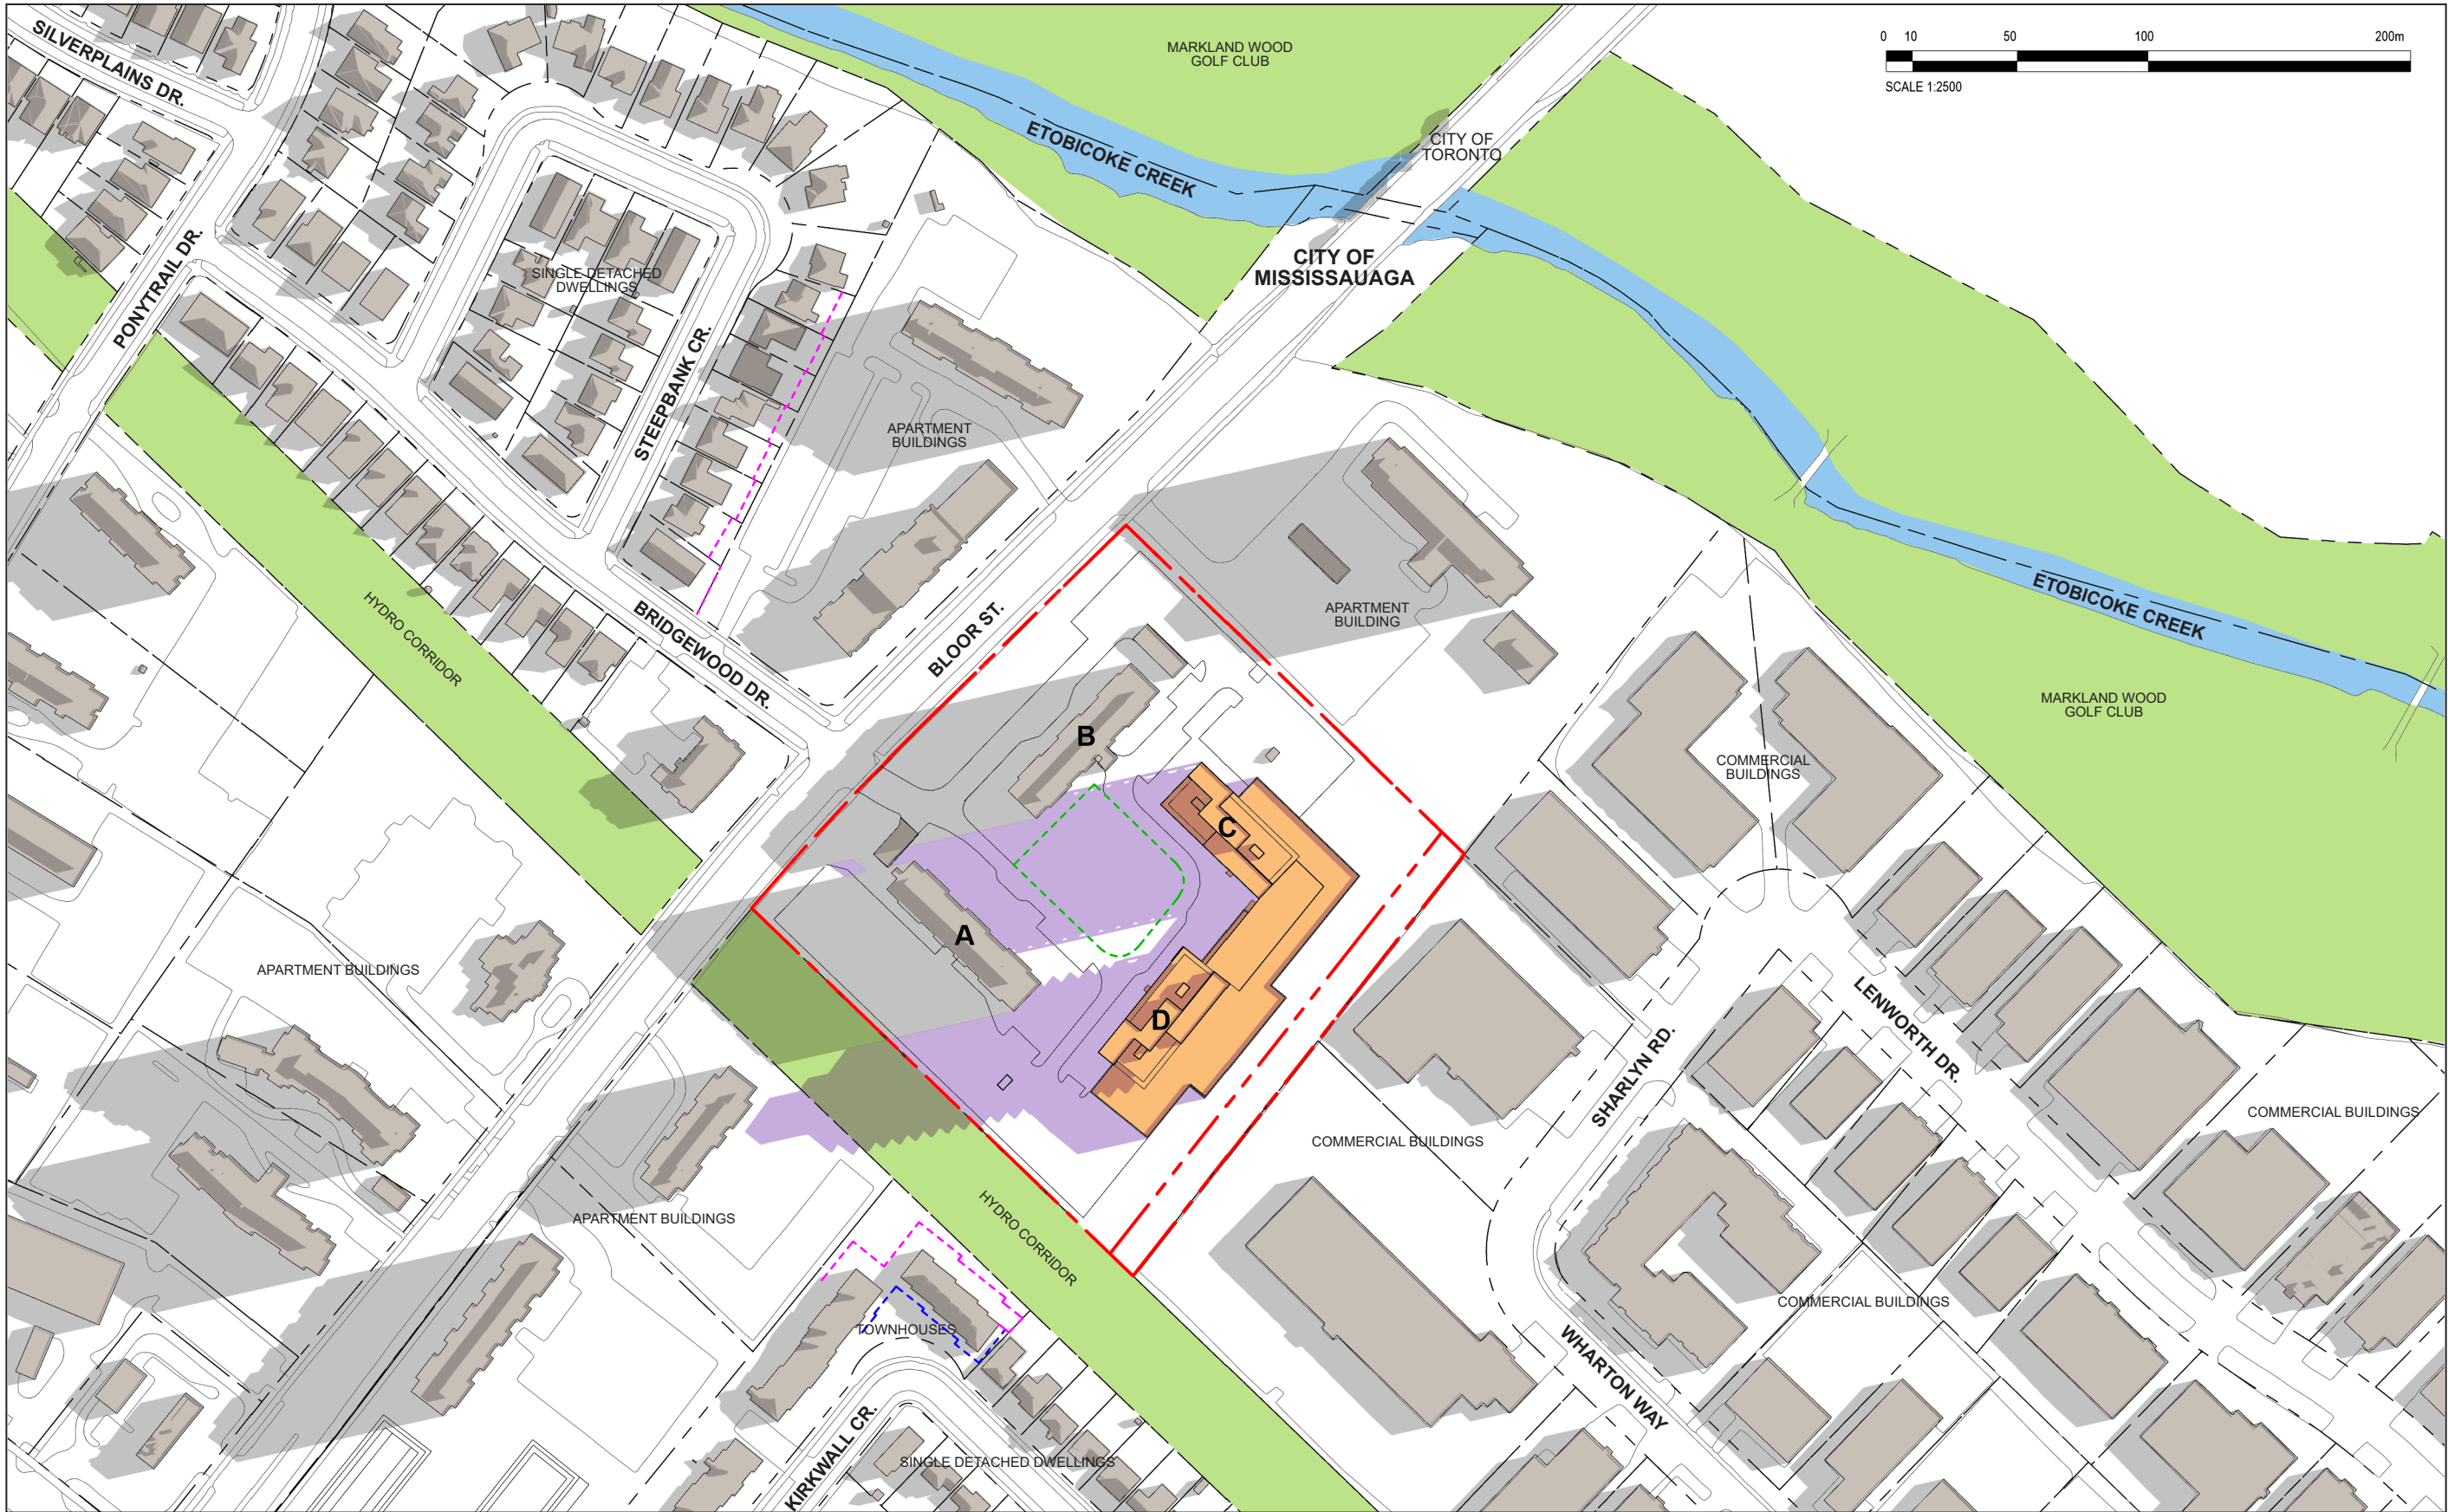 SILVERPLAINS DR.
MARKLAND WOOD
GOLF CLUB
0 10 50 100 200m
SCALE 1:2500
ETOBICOKE CREEK
CITY OF
TORONTO
CITY OF
MISSISSAUAGA
PONYTRAIL DR.
SINGLE DETACHED
DWELLINGS
STEEPBANK CR.
APARTMENT
BUILDINGS
HYDRO CORRIDOR
BRIDGEWOOD DR.
BLOOR ST.
APARTMENT
BUILDING
ETOBICOKE CREEK
MARKLAND WOOD
GOLF CLUB
B
COMMERCIAL
BUILDINGS
C
A
D
APARTMENT BUILDINGS
LENWORTH DR.
SHARLYN RD.
COMMERCIAL BUILDINGS
COMMERCIAL BUILDINGS
APARTMENT BUILDINGS
HYDRO CORRIDOR
COMMERCIAL BUILDINGS
TOWNHOUSES
WHARTON WAY
KIRKWALL CR.
SINGLE DETACHED DWELLINGS